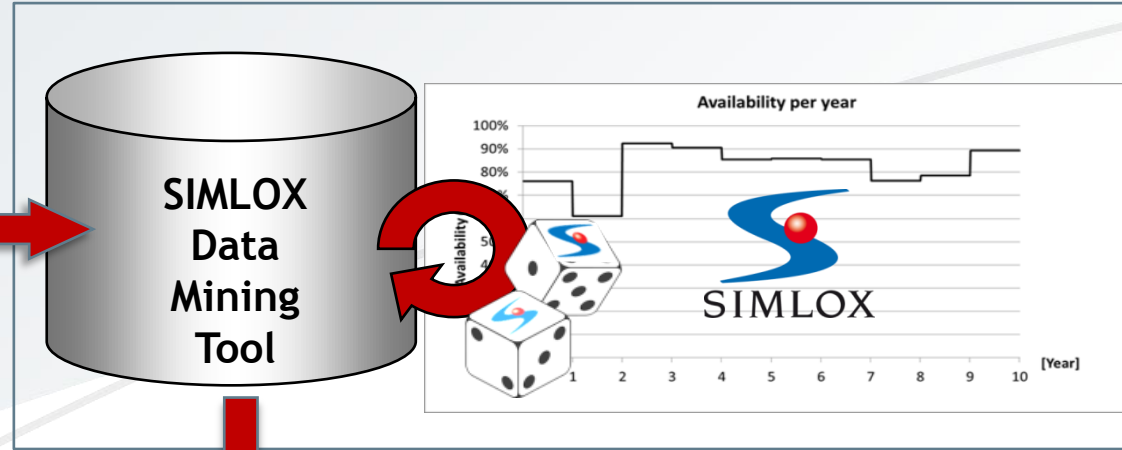 SIMLOX
Data
Mining
Tool
Availability per year
100%
90%
80%
Availability
SIMLOX
1 2 3 4 5 6 7 8 9 10 [Year]